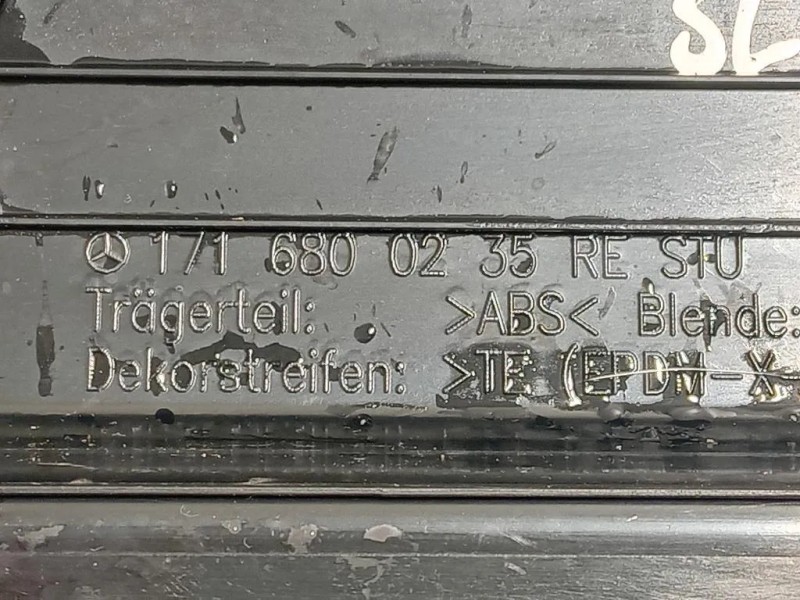 SL
171 680 02 35 RE STU
Trägerteil: >ABS< Blende:
Dekorstreifen: >TE (EPDM-X